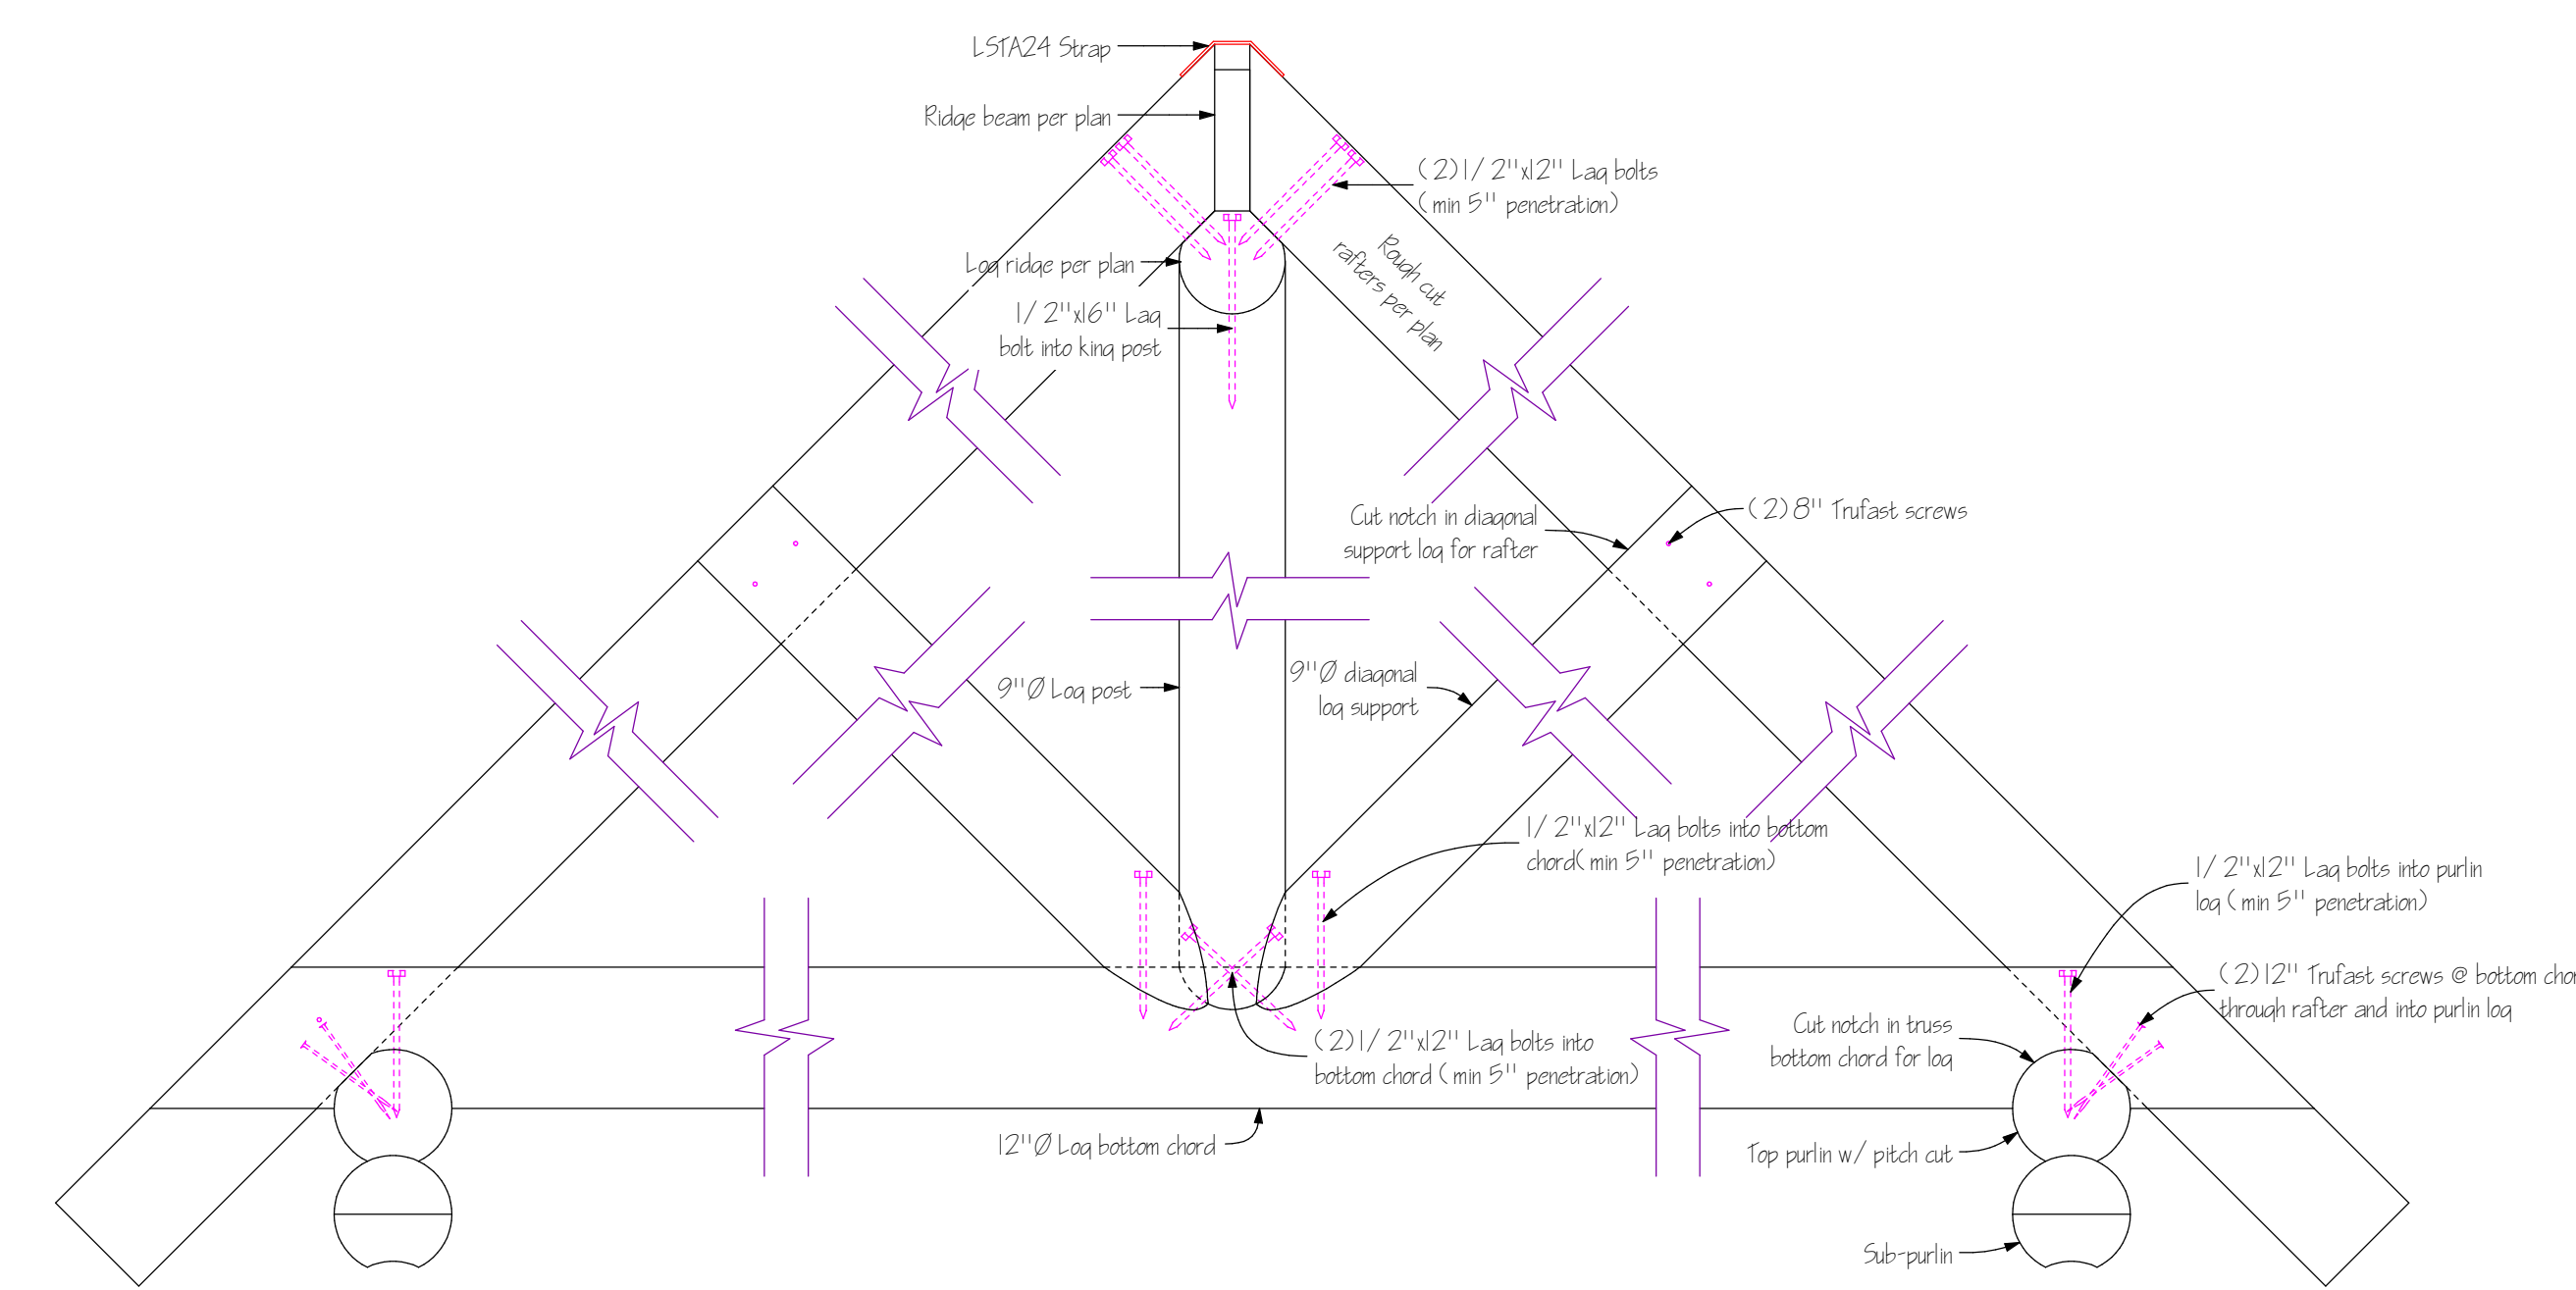 LSTA24 Strap
Ridge beam per plan
(2)1/2"x12" Lag bolts
(min 5" penetration)
Rough cut
rafters per plan
Log ridge per plan
1/2"x16" Lag
bolt into king post
Cut notch in diagonal
support log for rafter
(2)8" Trufast screws
9"Ø Log post
9"Ø diagonal
log support
1/2"x12" Lag bolts into bottom
chord(min 5" penetration)
1/2"x12" Lag bolts into purlin
log (min 5" penetration)
(2)12" Trufast screws @ bottom chor
through rafter and into purlin log
Cut notch in truss
bottom chord for log
(2)1/2"x12" Lag bolts into
bottom chord (min 5" penetration)
12"Ø Log bottom chord
Top purlin w/ pitch cut
Sub-purlin